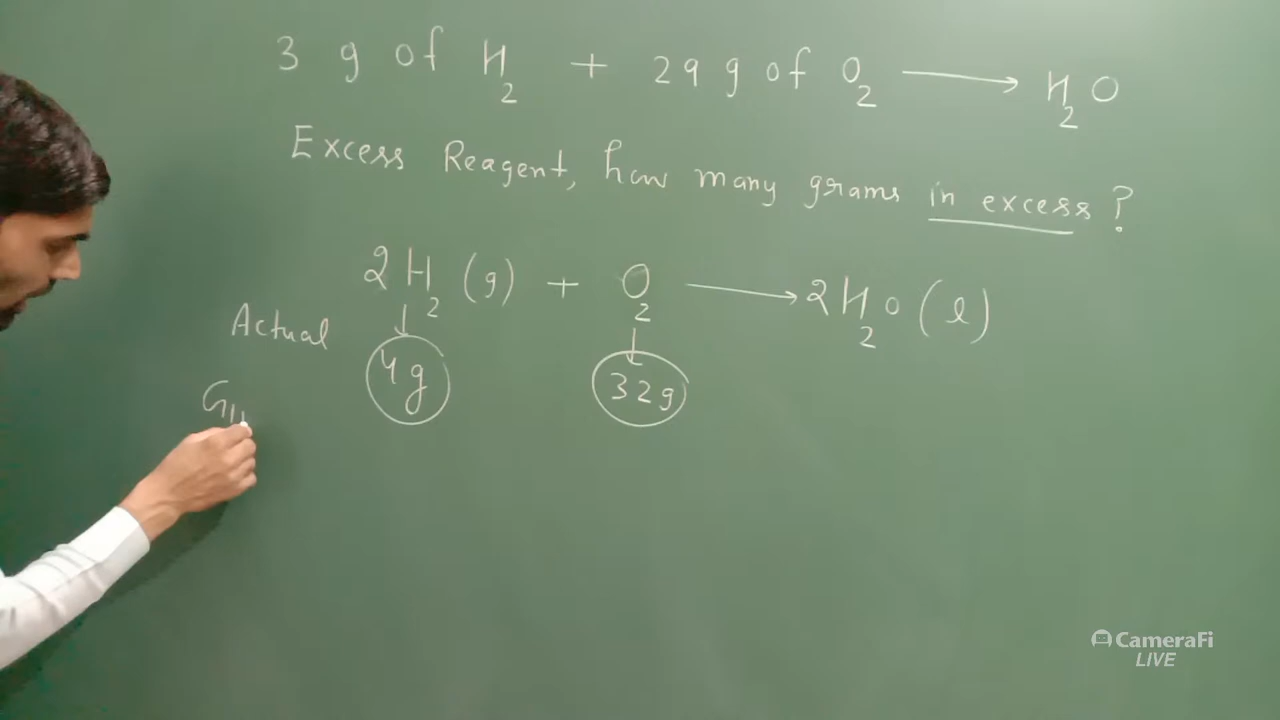 3 g of H2 + 29 g of O2 → H2O
Excess Reagent, how many grams in excess ?
2H2 (g) + O2 → 2H2O (l)
Actual 4g 32g
CameraFi
LIVE